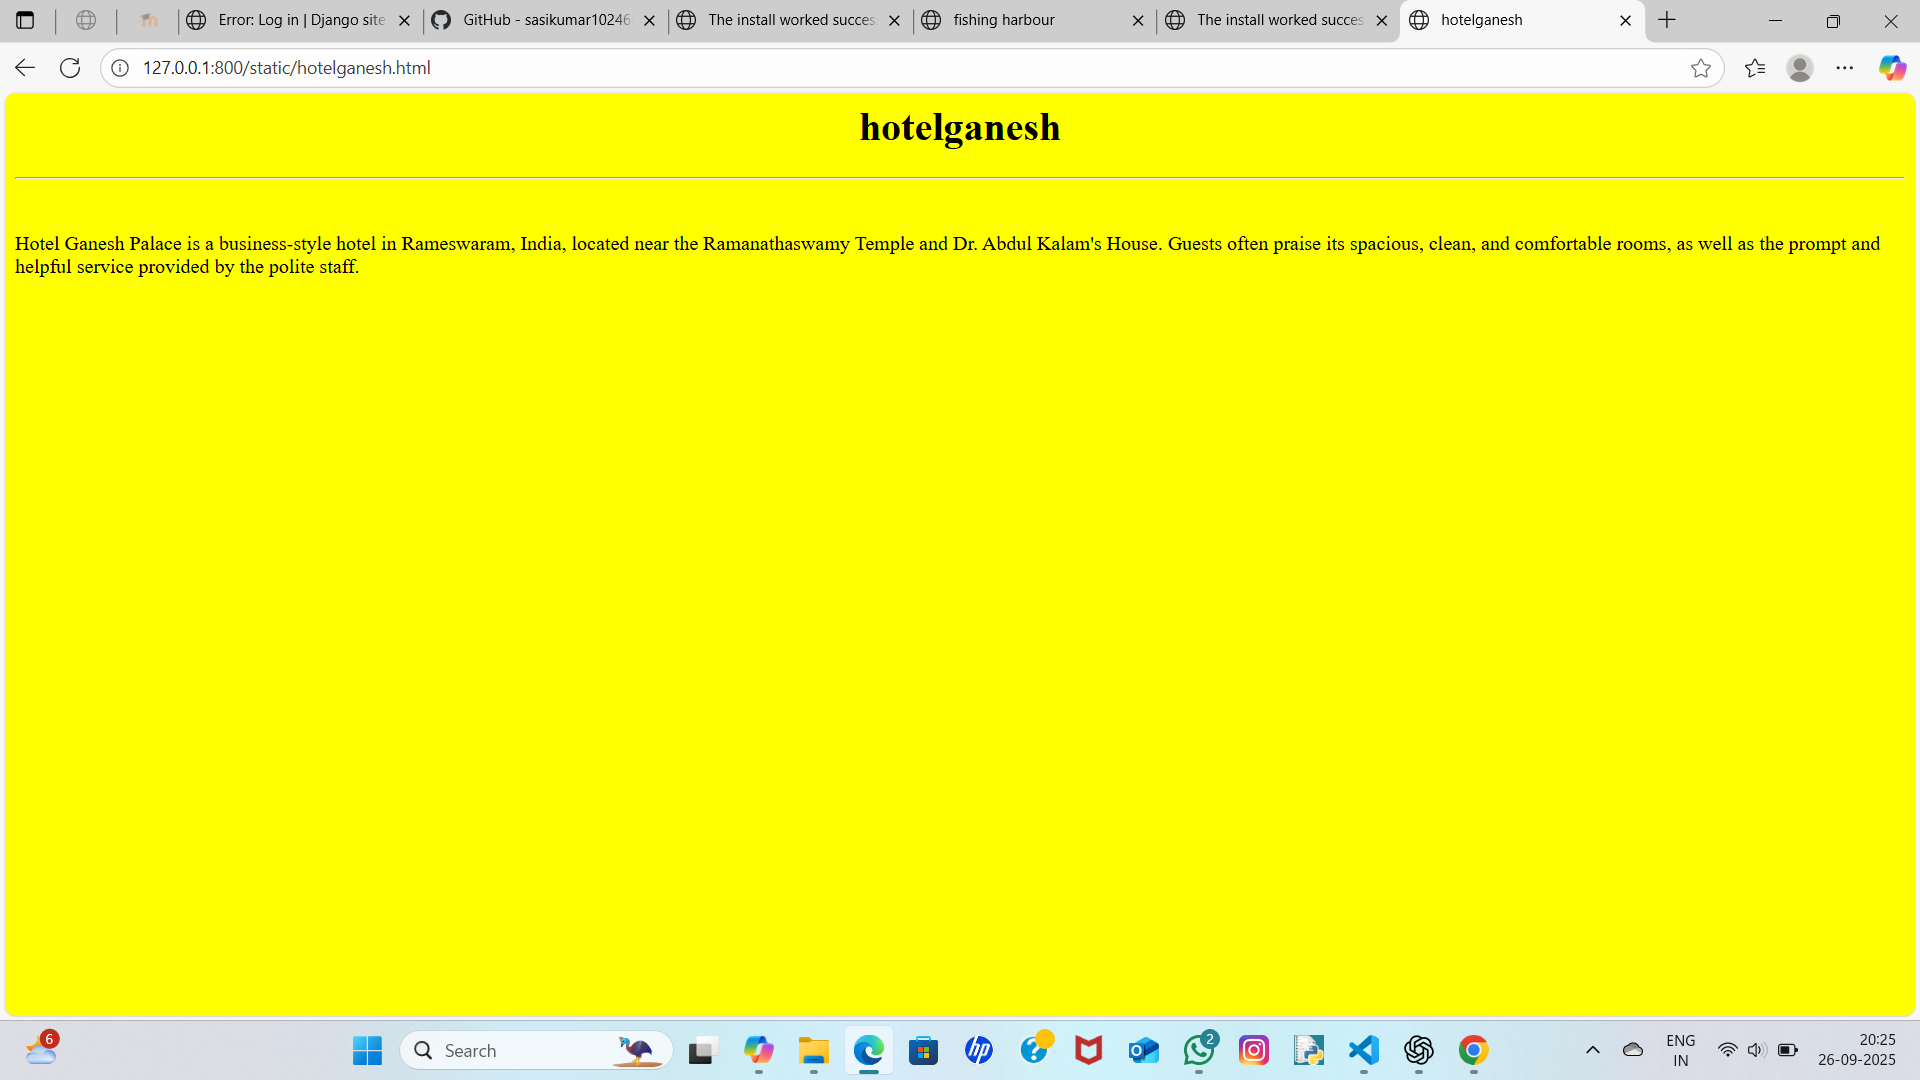 Error: Log in | Django site
GitHub - sasikumar10246
The install worked succes
fishing harbour
The install worked succes
hotelganesh
127.0.0.1:800/static/hotelganesh.html
hotelganesh
Hotel Ganesh Palace is a business-style hotel in Rameswaram, India, located near the Ramanathaswamy Temple and Dr. Abdul Kalam's House. Guests often praise its spacious, clean, and comfortable rooms, as well as the prompt and
helpful service provided by the polite staff.
6
Search
hp
2
ENG
IN
20:25
26-09-2025